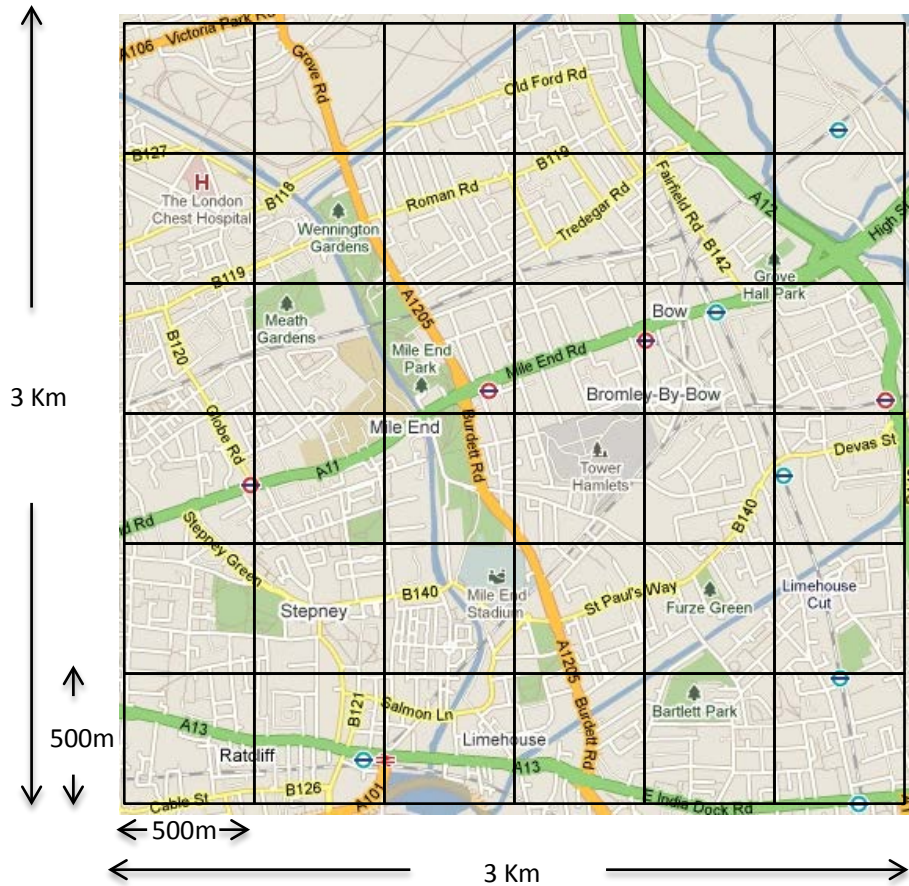 A106 Victoria Park Rd
Grove Rd
Old Ford Rd
B127
H
The London
Chest Hospital
B118
Wennington
Gardens
Roman Rd
B119
Tredegar Rd
Fairfield Rd
B142
A12
High St
B119
Grove
Hall Park
Meath
Gardens
A1205
Bow
B120
Mile End
Park
Mile End Rd
3 Km
Bromley-By-Bow
Globe Rd
Mile End
Burdett Rd
A11
Tower
Hamlets
Devas St
B140
nd Rd
Stepney Green
Stepney
B140
Mile End
Stadium
St Paul's Way
Furze Green
Limehouse
Cut
A1205
Burdett Rd
Bartlett Park
500m
A13
Ratcliff
B121
Salmon Ln
Limehouse
A13
B126
Cable St
A101
E India Dock Rd
500m
3 Km